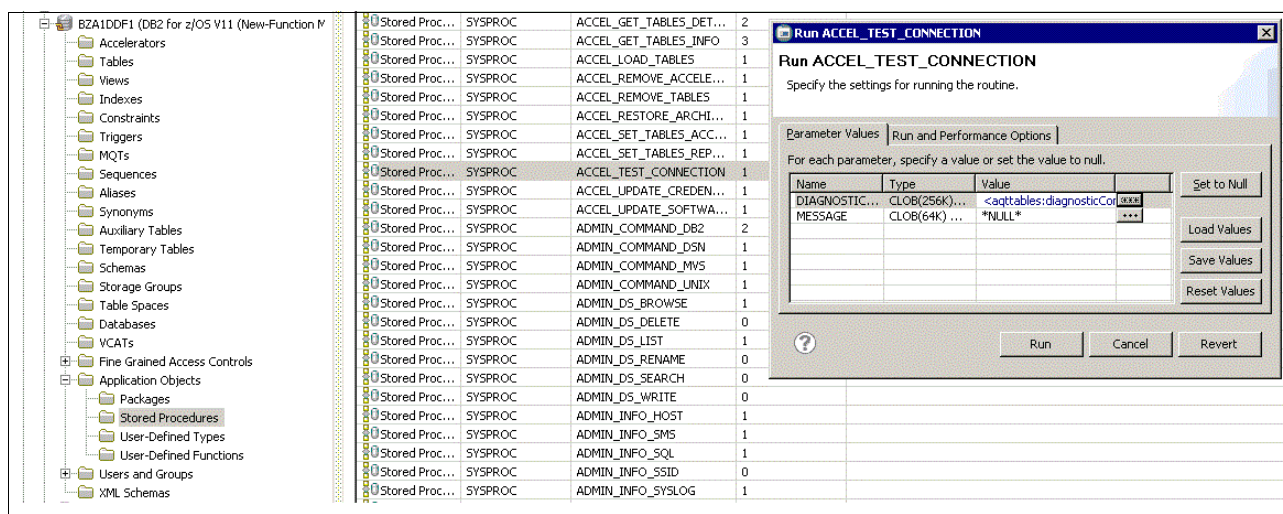 BZA1DDF1 (DB2 for z/OS V11 (New-Function M
Accelerators
Tables
Views
Indexes
Constraints
Triggers
MQTs
Sequences
Aliases
Synonyms
Auxiliary Tables
Temporary Tables
Schemas
Storage Groups
Table Spaces
Databases
VCATs
Fine Grained Access Controls
Application Objects
Packages
Stored Procedures
User-Defined Types
User-Defined Functions
Users and Groups
XML Schemas
Stored Proc... SYSPROC ACCEL_GET_TABLES_DET... 2
Stored Proc... SYSPROC ACCEL_GET_TABLES_INFO 3
Stored Proc... SYSPROC ACCEL_LOAD_TABLES 1
Stored Proc... SYSPROC ACCEL_REMOVE_ACCELE... 1
Stored Proc... SYSPROC ACCEL_REMOVE_TABLES 1
Stored Proc... SYSPROC ACCEL_RESTORE_ARCHI... 1
Stored Proc... SYSPROC ACCEL_SET_TABLES_ACC... 1
Stored Proc... SYSPROC ACCEL_SET_TABLES_REP... 1
Stored Proc... SYSPROC ACCEL_TEST_CONNECTION 1
Stored Proc... SYSPROC ACCEL_UPDATE_CREDEN... 1
Stored Proc... SYSPROC ACCEL_UPDATE_SOFTWA... 1
Stored Proc... SYSPROC ADMIN_COMMAND_DB2 2
Stored Proc... SYSPROC ADMIN_COMMAND_DSN 1
Stored Proc... SYSPROC ADMIN_COMMAND_MVS 1
Stored Proc... SYSPROC ADMIN_COMMAND_UNIX 1
Stored Proc... SYSPROC ADMIN_DS_BROWSE 1
Stored Proc... SYSPROC ADMIN_DS_DELETE 0
Stored Proc... SYSPROC ADMIN_DS_LIST 1
Stored Proc... SYSPROC ADMIN_DS_RENAME 0
Stored Proc... SYSPROC ADMIN_DS_SEARCH 0
Stored Proc... SYSPROC ADMIN_DS_WRITE 0
Stored Proc... SYSPROC ADMIN_INFO_HOST 1
Stored Proc... SYSPROC ADMIN_INFO_SMS 1
Stored Proc... SYSPROC ADMIN_INFO_SQL 1
Stored Proc... SYSPROC ADMIN_INFO_SSID 0
Stored Proc... SYSPROC ADMIN_INFO_SYSLOG 1
Run ACCEL_TEST_CONNECTION
Run ACCEL_TEST_CONNECTION
Specify the settings for running the routine.
Parameter Values Run and Performance Options
For each parameter, specify a value or set the value to null.
Name Type Value
DIAGNOSTIC... CLOB(256K)... <aqttables:diagnosticCor ...
MESSAGE CLOB(64K) ... *NULL* ...
Set to Null
Load Values
Save Values
Reset Values
Run Cancel Revert